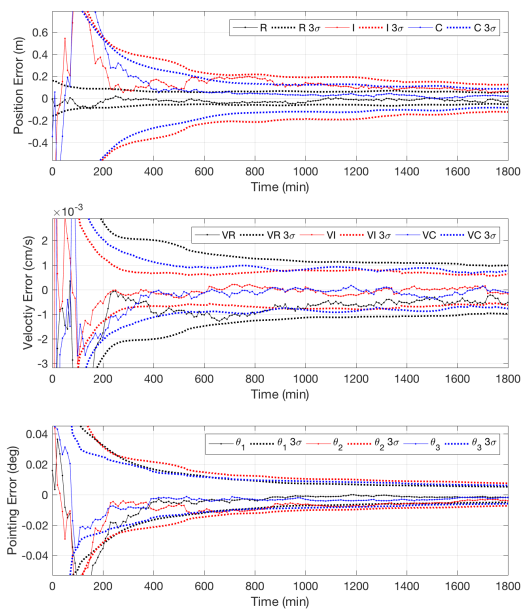 R R 3σ I I 3σ C C 3σ
Position Error (m)
0.6
0.4
0.2
0
-0.2
-0.4
0 200 400 600 800 1000 1200 1400 1600 1800
Time (min)
×10⁻³
VR VR 3σ VI VI 3σ VC VC 3σ
Veloctiy Error (cm/s)
2
1
0
-1
-2
-3
0 200 400 600 800 1000 1200 1400 1600 1800
Time (min)
θ₁ θ₁ 3σ θ₂ θ₂ 3σ θ₃ θ₃ 3σ
Pointing Error (deg)
0.04
0.02
0
-0.02
-0.04
0 200 400 600 800 1000 1200 1400 1600 1800
Time (min)